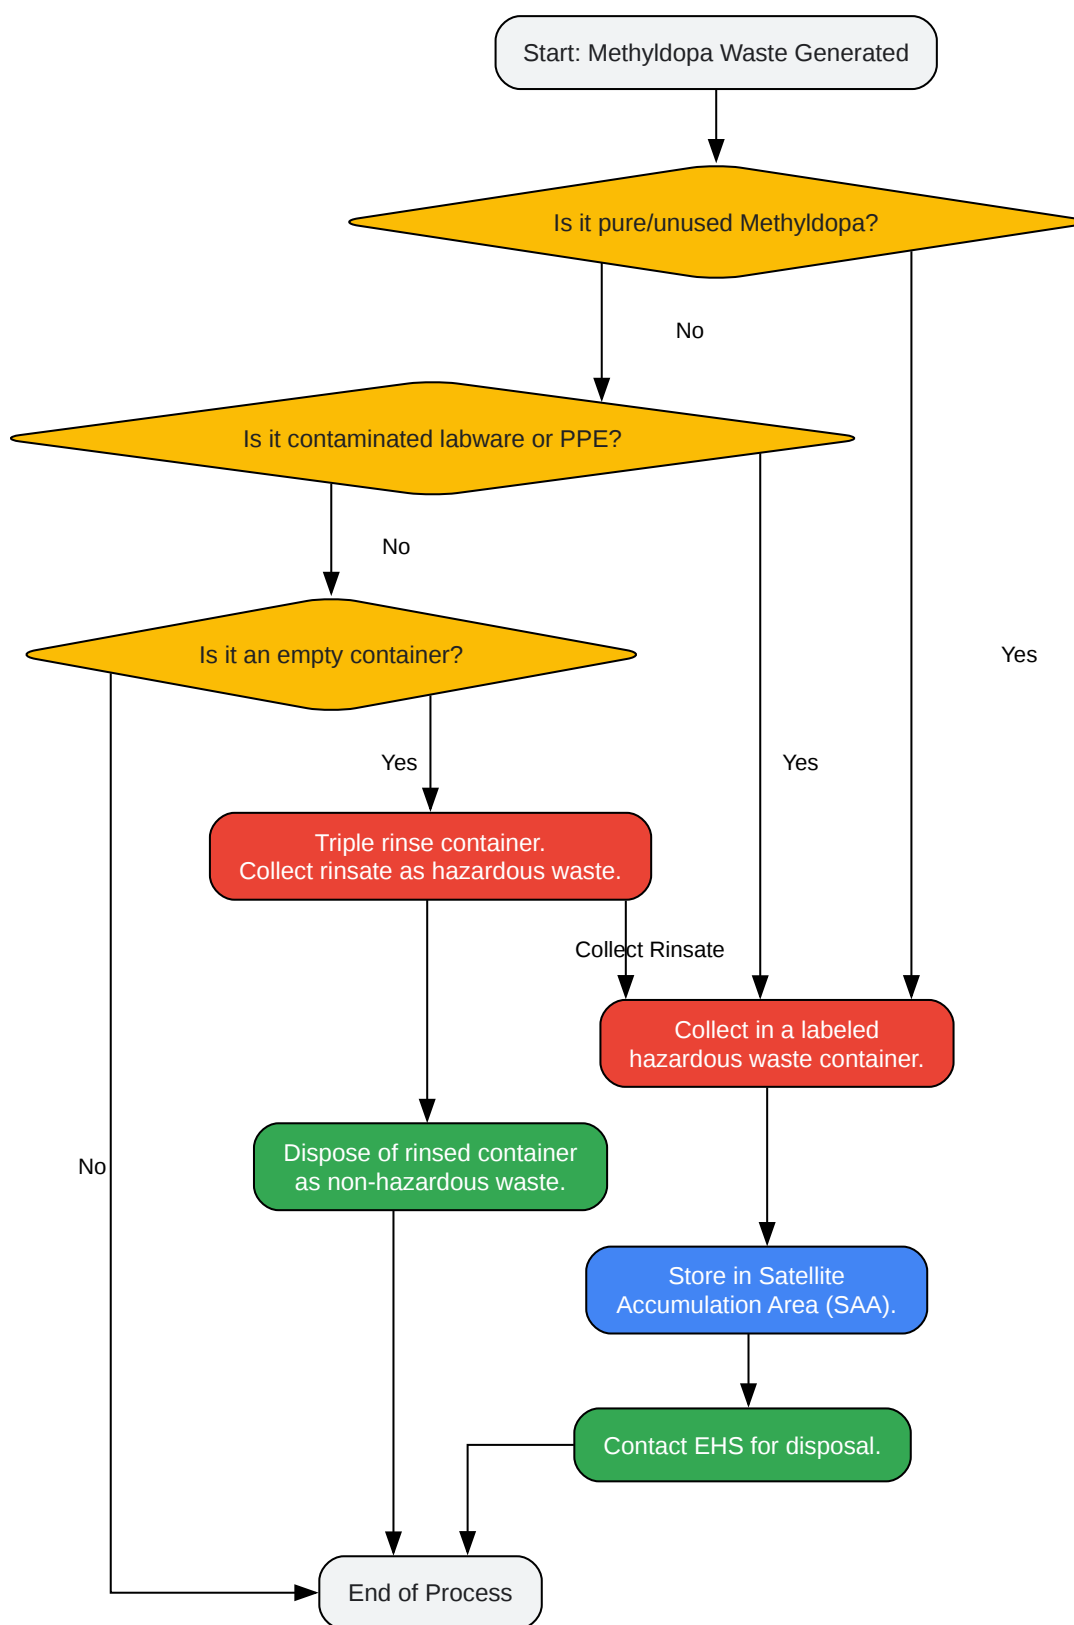 Start: Methyldopa Waste Generated
Is it pure/unused Methyldopa?
No
Is it contaminated labware or PPE?
No
Is it an empty container?
Yes
Yes
Yes
Triple rinse container.
Collect rinsate as hazardous waste.
Collect Rinsate
Collect in a labeled
hazardous waste container.
Dispose of rinsed container
as non-hazardous waste.
No
Store in Satellite
Accumulation Area (SAA).
Contact EHS for disposal.
End of Process